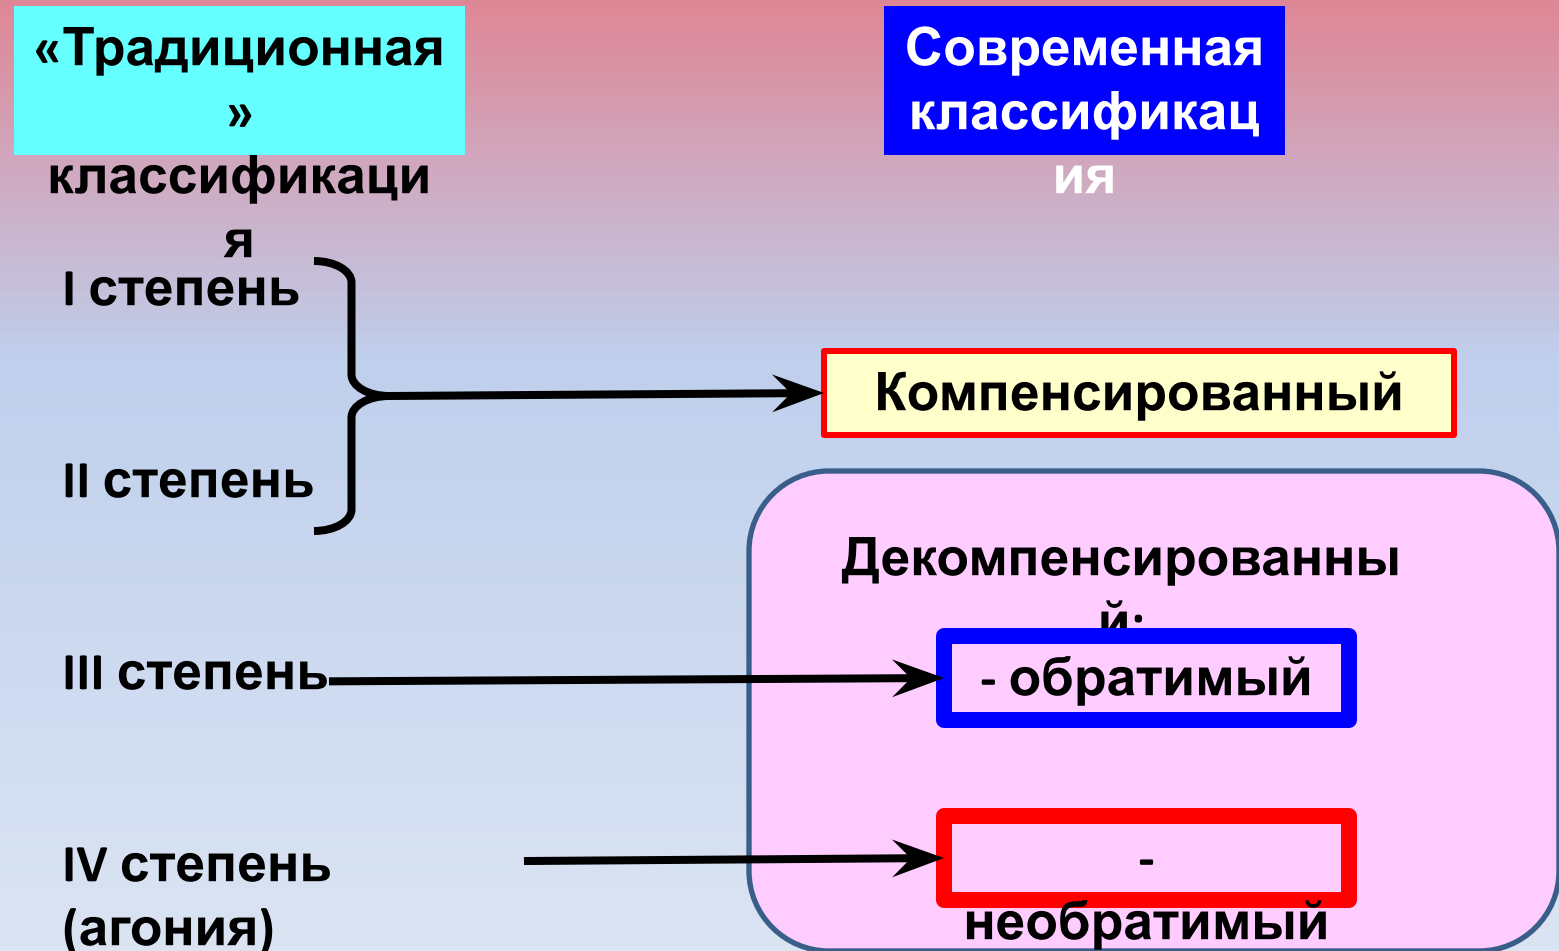 «Традиционная
»
классификаци
я
Современная
классификац
ия
I степень
Компенсированный
II степень
Декомпенсированны
й:
III степень
- обратимый
IV степень
(агония)
-
необратимый